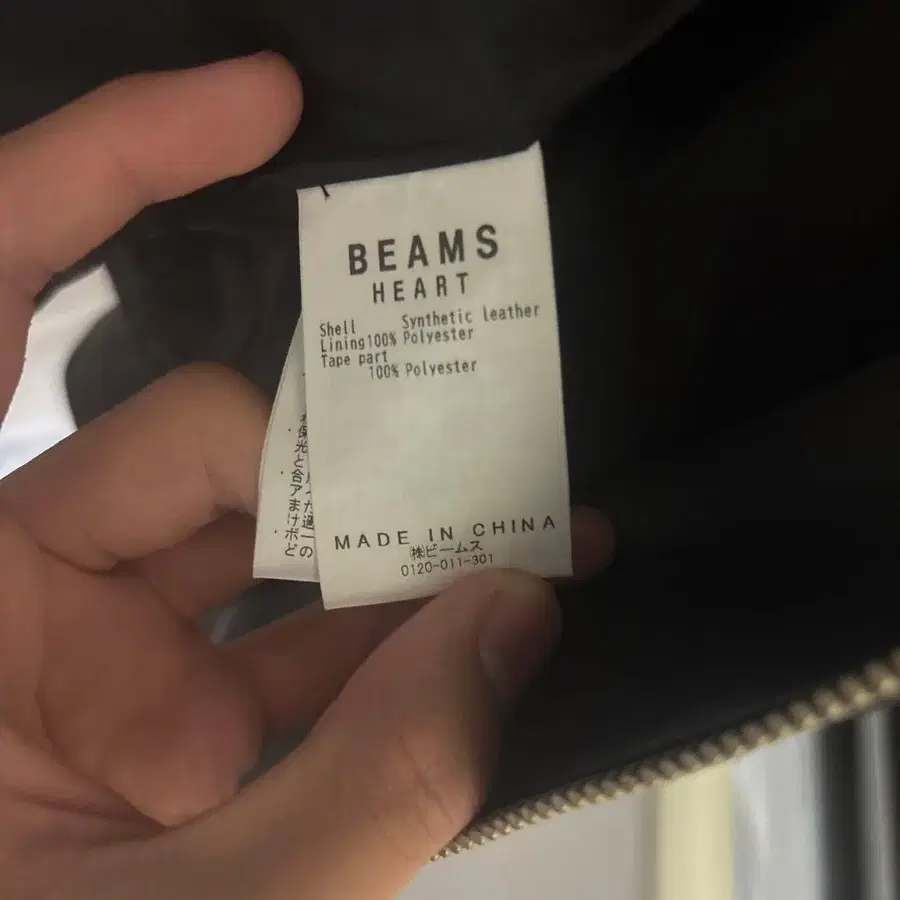 BEAMS
HEART
Shell Synthetic leather
Lining100% Polyester
Tape part
100% Polyester
MADE IN CHINA
㈱ビームス
0120-011-301